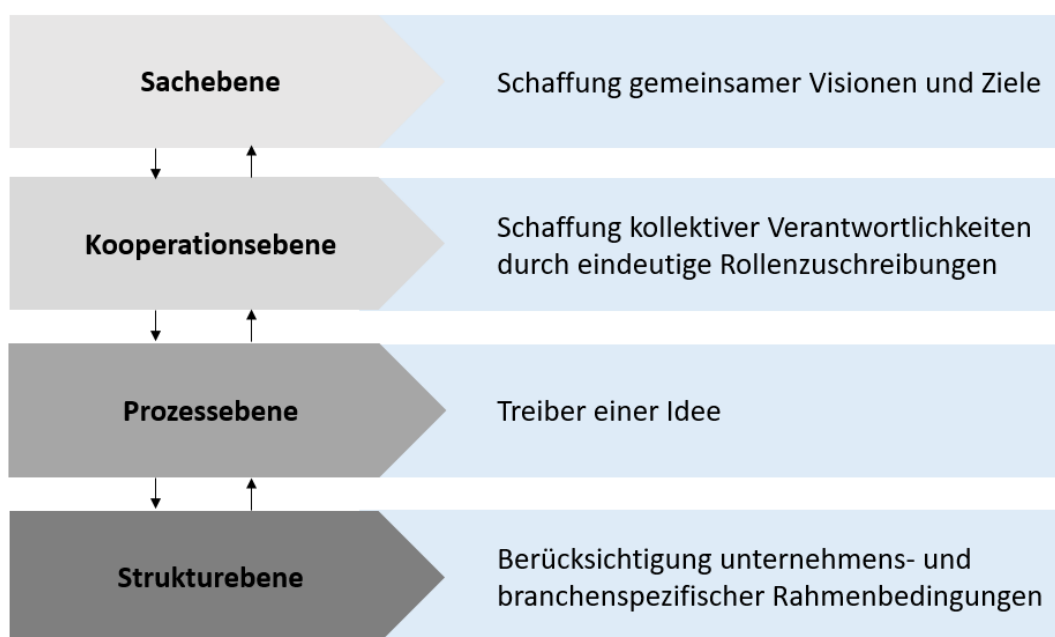 Sachebene
Schaffung gemeinsamer Visionen und Ziele
Kooperationsebene
Schaffung kollektiver Verantwortlichkeiten
durch eindeutige Rollenzuschreibungen
Prozessebene
Treiber einer Idee
Strukturebene
Berücksichtigung unternehmens- und
branchenspezifischer Rahmenbedingungen